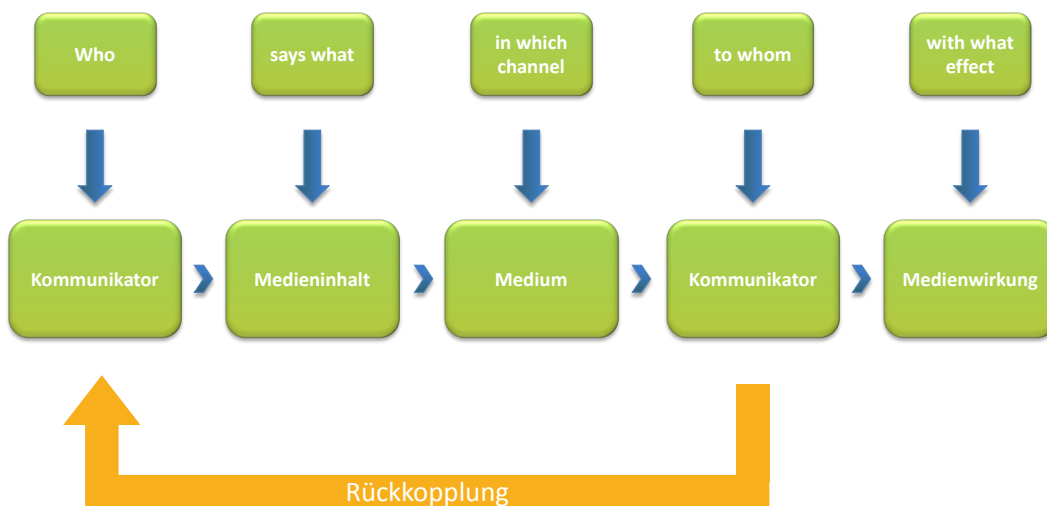 Who
says what
in which
channel
to whom
with what
effect
Kommunikator
Medieninhalt
Medium
Kommunikator
Medienwirkung
Rückkopplung